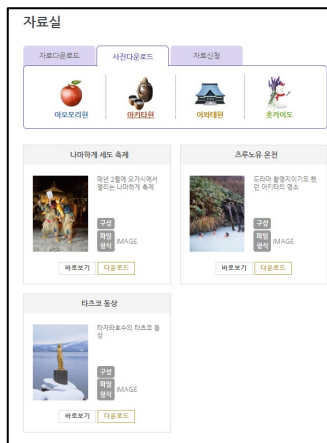 자료실
자료다운로드 사진다운로드 자료신청
아오모리현 아키타현 이와테현 홋카이도
나마하게 세도 축제
매년 2월에 오가시에서
열리는 나마하게 축제
구성
파일
형식 IMAGE
바로보기 다운로드
츠루노유 온천
드라마 촬영지이기도 했
던 아키타의 명소
구성
파일
형식 IMAGE
바로보기 다운로드
타츠코 동상
타자와호수의 타츠코 동
상
구성
파일
형식 IMAGE
바로보기 다운로드